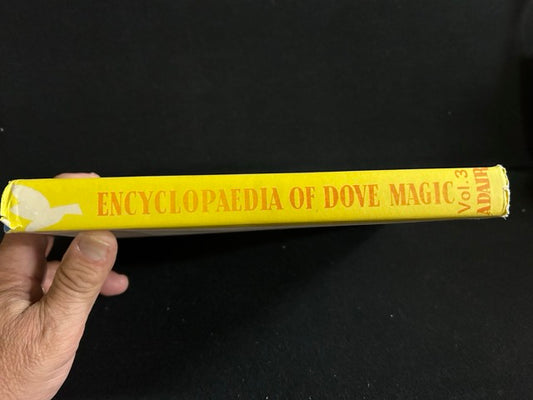 ENCYCLOPAEDIA OF DOVE MAGIC
Vol. 3
ADAIR